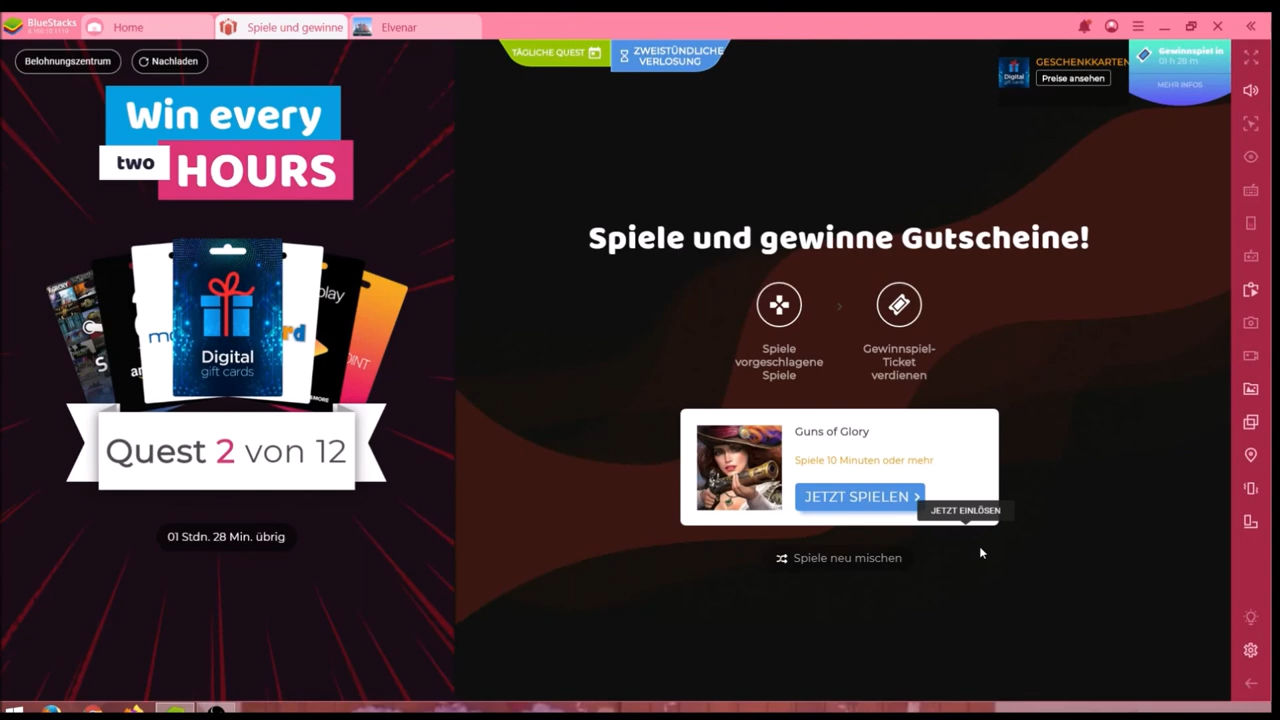 BlueStacks
Home
Spiele und gewinne
Elvenar
Belohnungszentrum
Nachladen
TÄGLICHE QUEST
ZWEISTÜNDLICHE
VERLOSUNG
GESCHENKKARTEN
Preise ansehen
Gewinnspiel in
01 h 28 m
MEHR INFOS
Win every
two
HOURS
Digital
gift cards
Quest 2 von 12
01 Stdn. 28 Min. übrig
Spiele und gewinne Gutscheine!
Spiele
vorgeschlagene
Spiele
Gewinnspiel-
Ticket
verdienen
Guns of Glory
Spiele 10 Minuten oder mehr
JETZT SPIELEN
JETZT EINLÖSEN
Spiele neu mischen